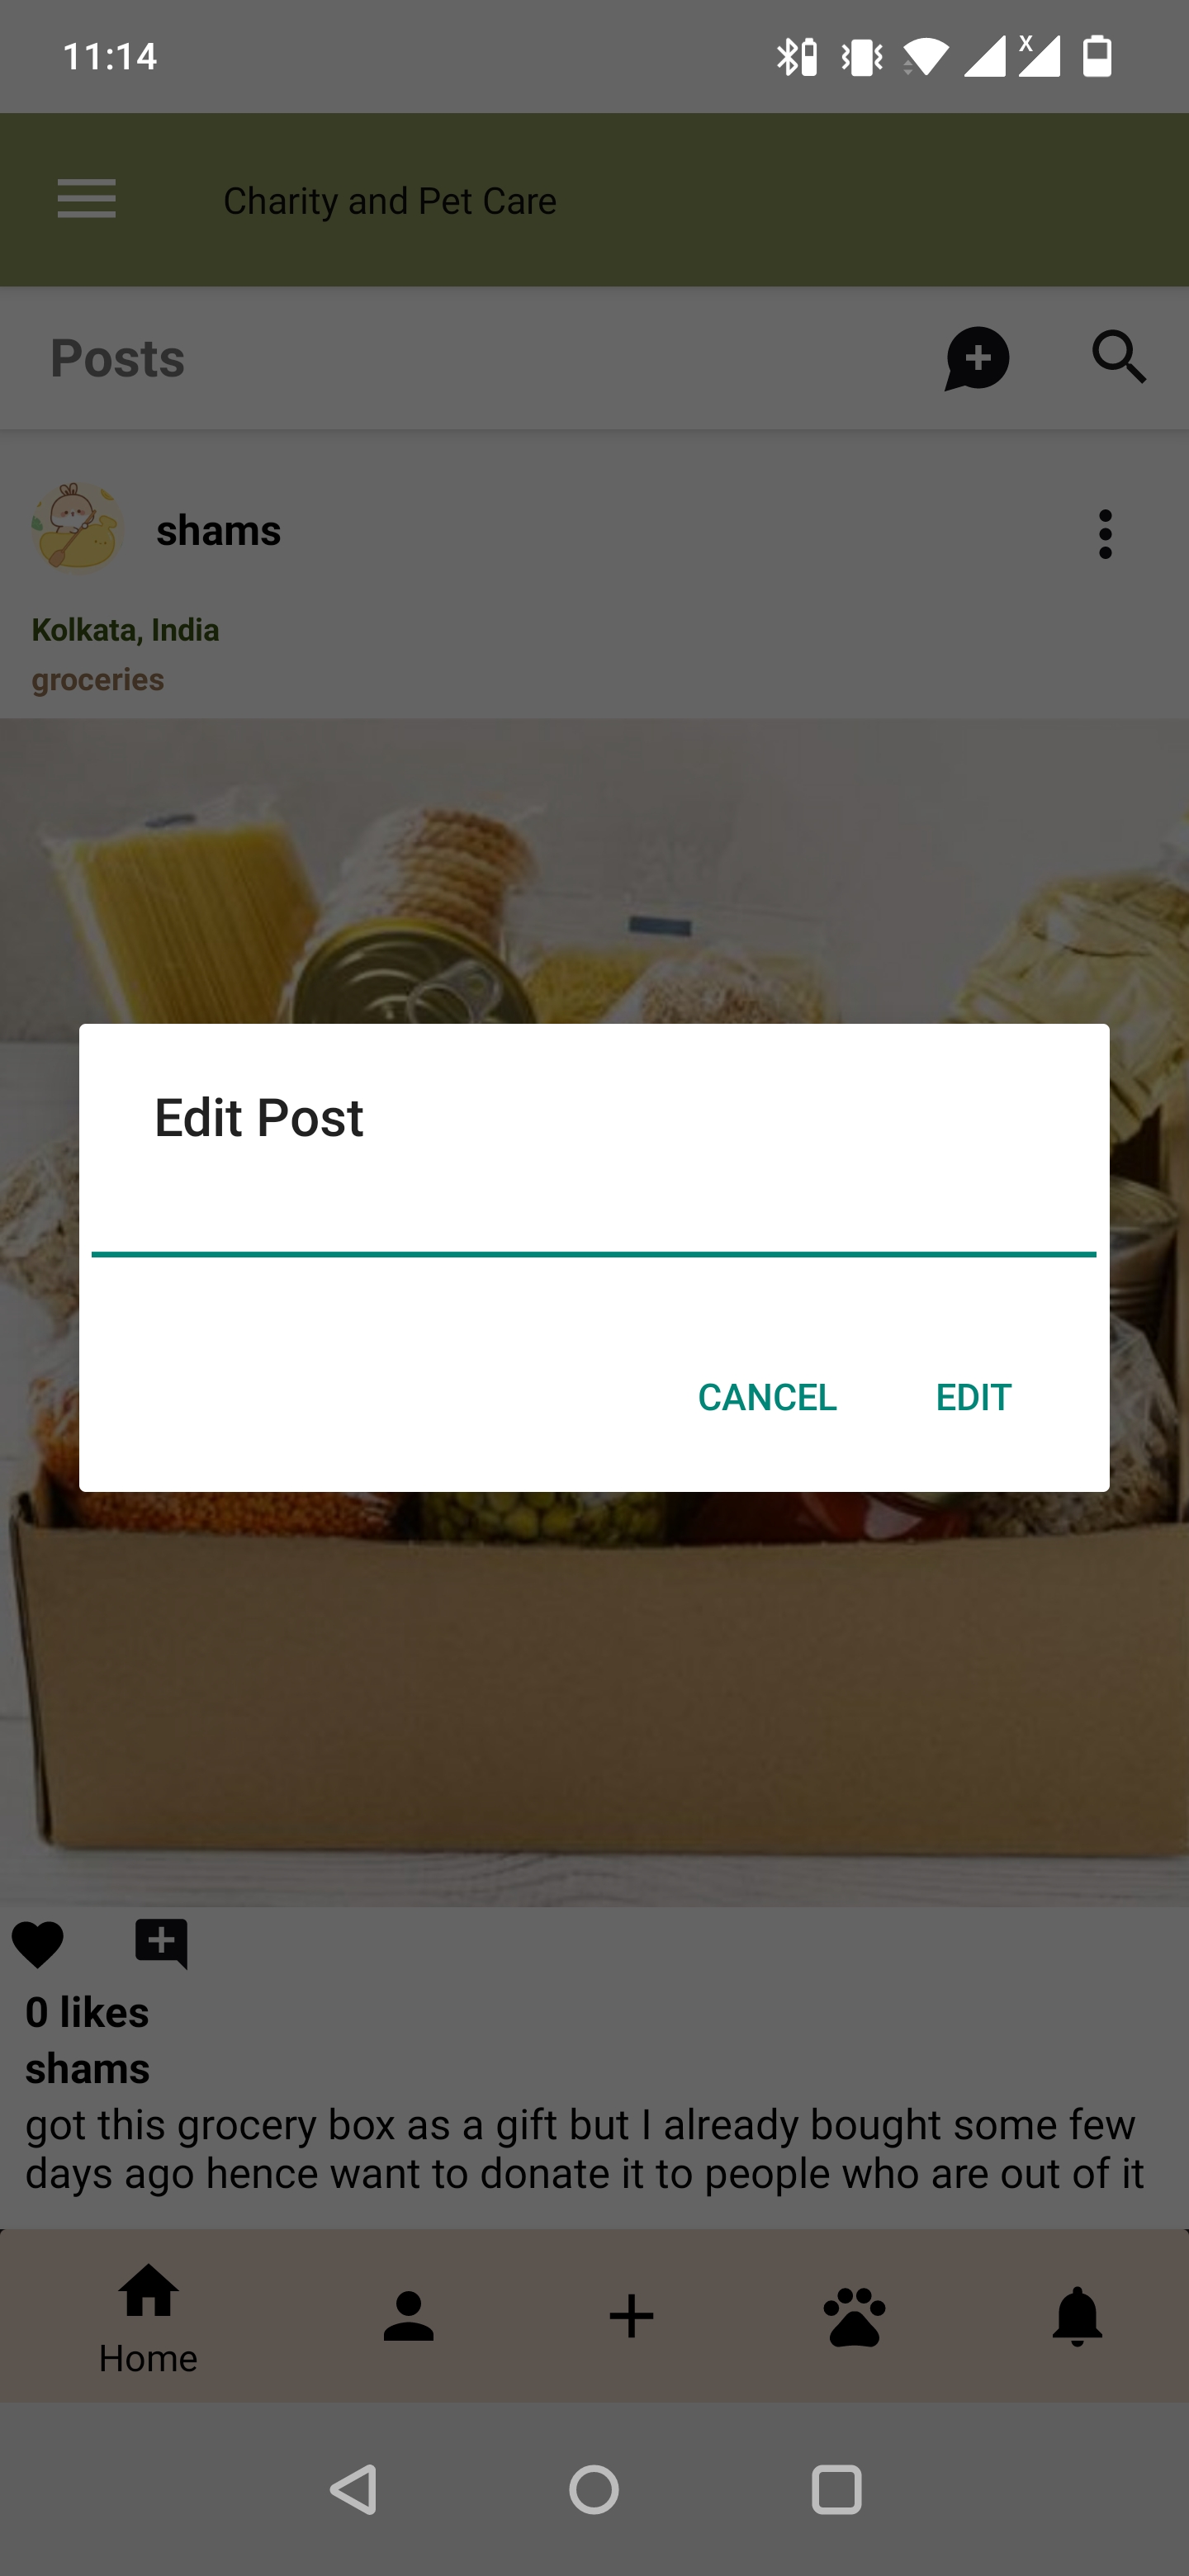 11:14
X
Charity and Pet Care
Posts
shams
Kolkata, India
groceries
Edit Post
CANCEL
EDIT
0 likes
shams
got this grocery box as a gift but I already bought some few
days ago hence want to donate it to people who are out of it
Home